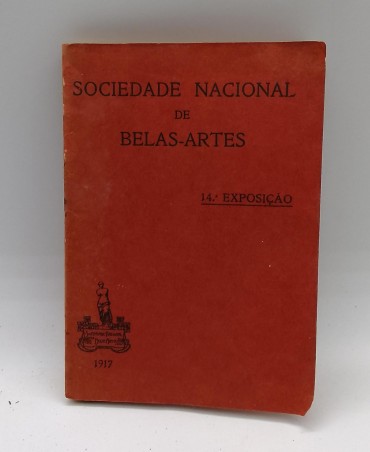 SOCIEDADE NACIONAL
DE
BELAS-ARTES
14.ª EXPOSIÇÃO
1917